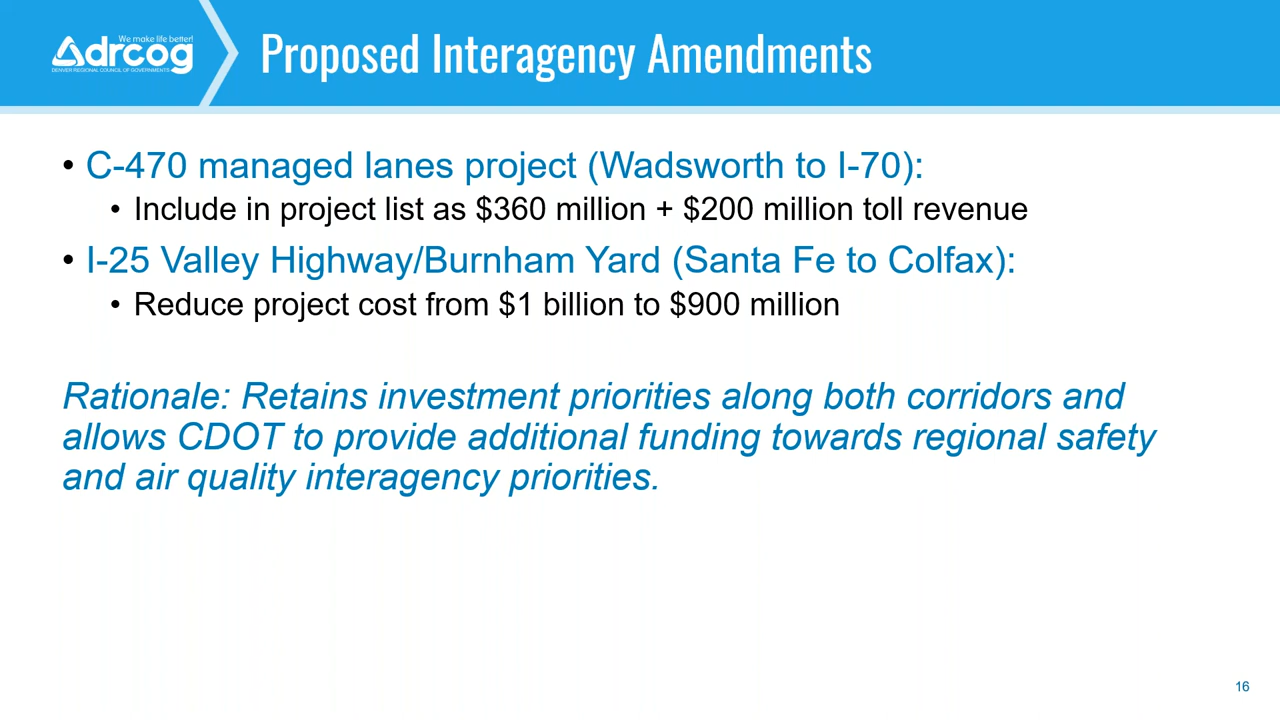 We make life better!
drcog
DENVER REGIONAL COUNCIL OF GOVERNMENTS
Proposed Interagency Amendments
• C-470 managed lanes project (Wadsworth to I-70):
• Include in project list as $360 million + $200 million toll revenue
• I-25 Valley Highway/Burnham Yard (Santa Fe to Colfax):
• Reduce project cost from $1 billion to $900 million
Rationale: Retains investment priorities along both corridors and
allows CDOT to provide additional funding towards regional safety
and air quality interagency priorities.
16